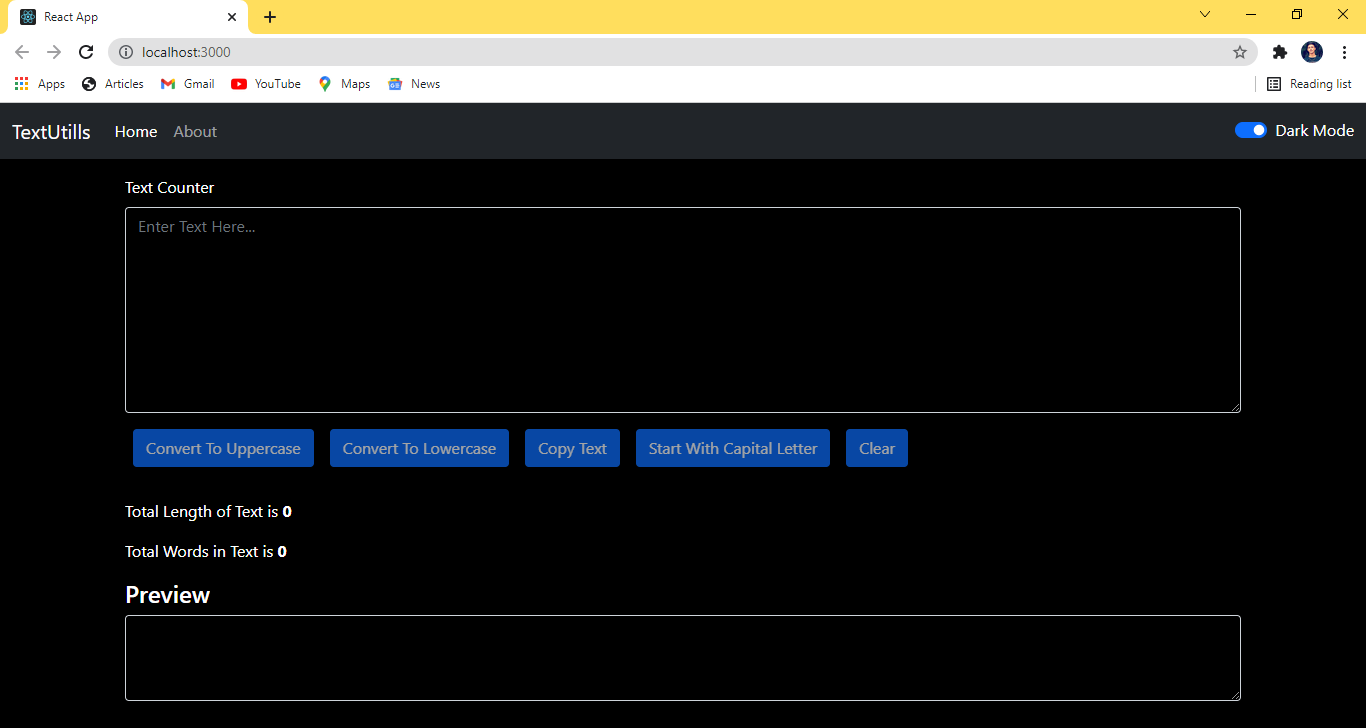 React App
localhost:3000
Apps Articles Gmail YouTube Maps News Reading list
TextUtills Home About Dark Mode
Text Counter
Enter Text Here...
Convert To Uppercase Convert To Lowercase Copy Text Start With Capital Letter Clear
Total Length of Text is 0
Total Words in Text is 0
Preview